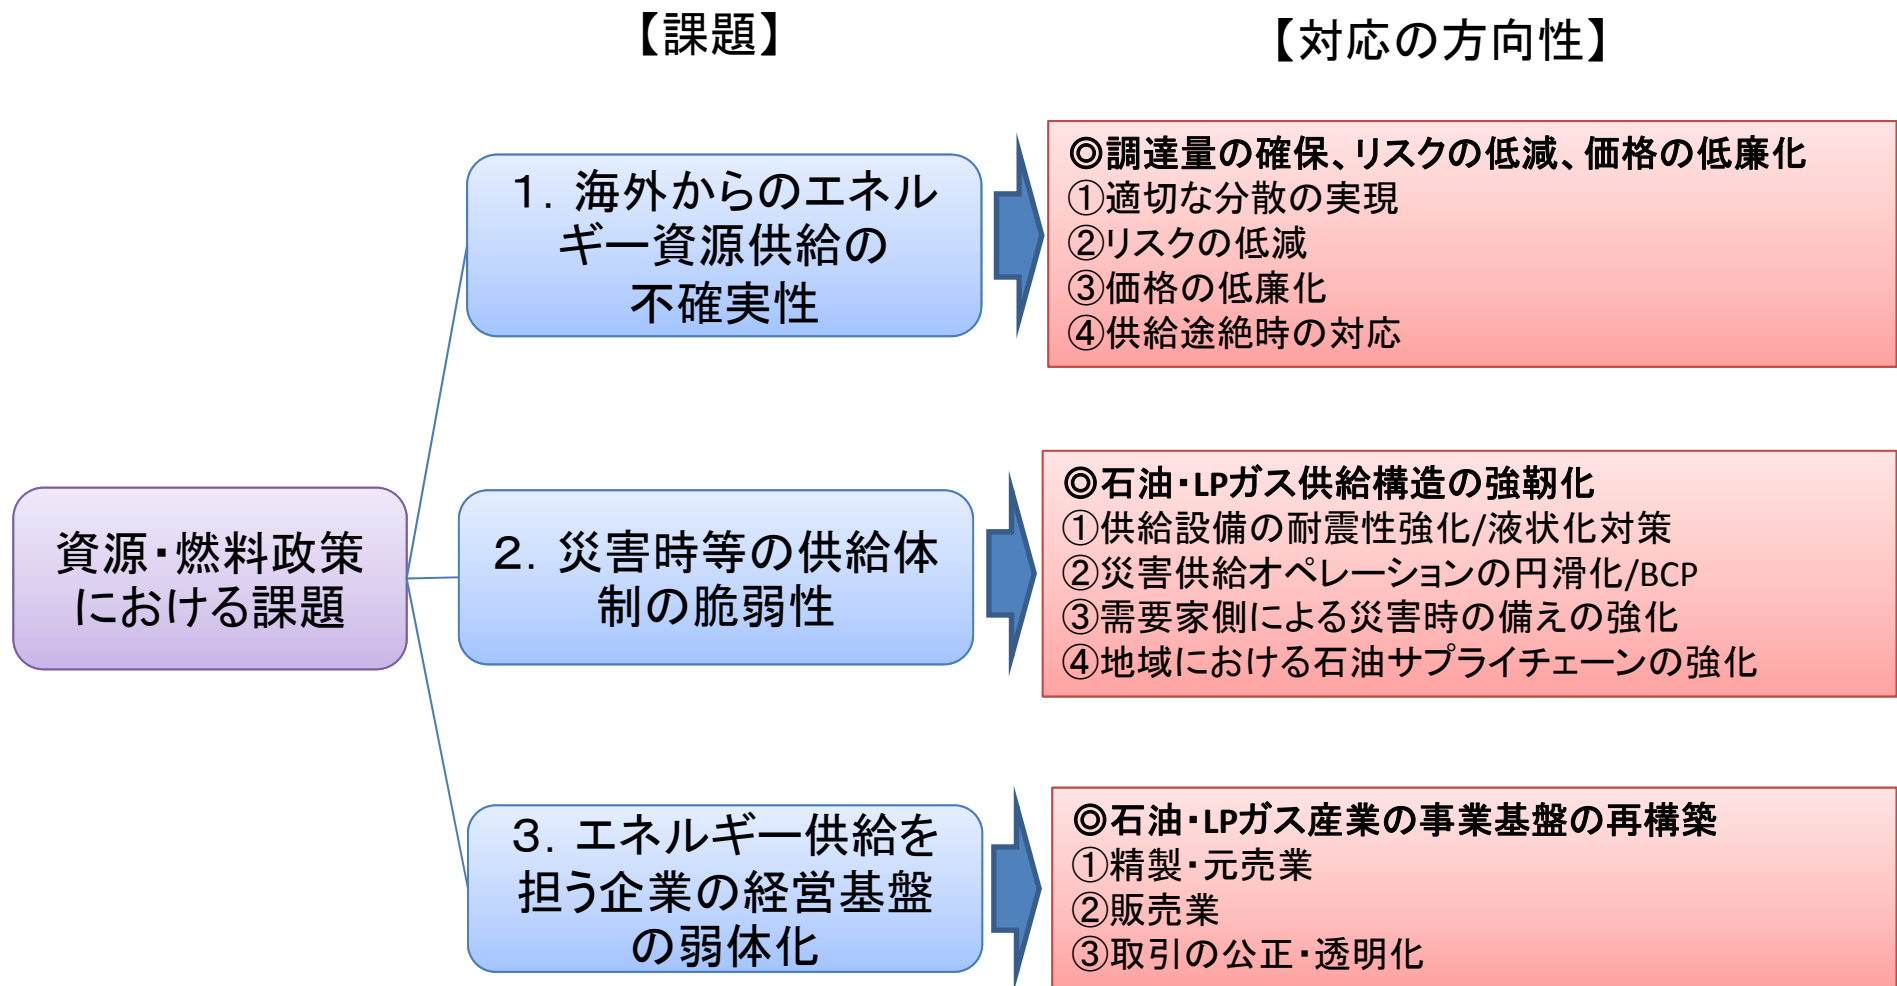 【課題】
【対応の方向性】
資源・燃料政策
における課題
１．海外からのエネル
ギー資源供給の
不確実性
◎調達量の確保、リスクの低減、価格の低廉化
①適切な分散の実現
②リスクの低減
③価格の低廉化
④供給途絶時の対応
２．災害時等の供給体
制の脆弱性
◎石油・LPガス供給構造の強靭化
①供給設備の耐震性強化/液状化対策
②災害供給オペレーションの円滑化/BCP
③需要家側による災害時の備えの強化
④地域における石油サプライチェーンの強化
３．エネルギー供給を
担う企業の経営基盤
の弱体化
◎石油・LPガス産業の事業基盤の再構築
①精製・元売業
②販売業
③取引の公正・透明化